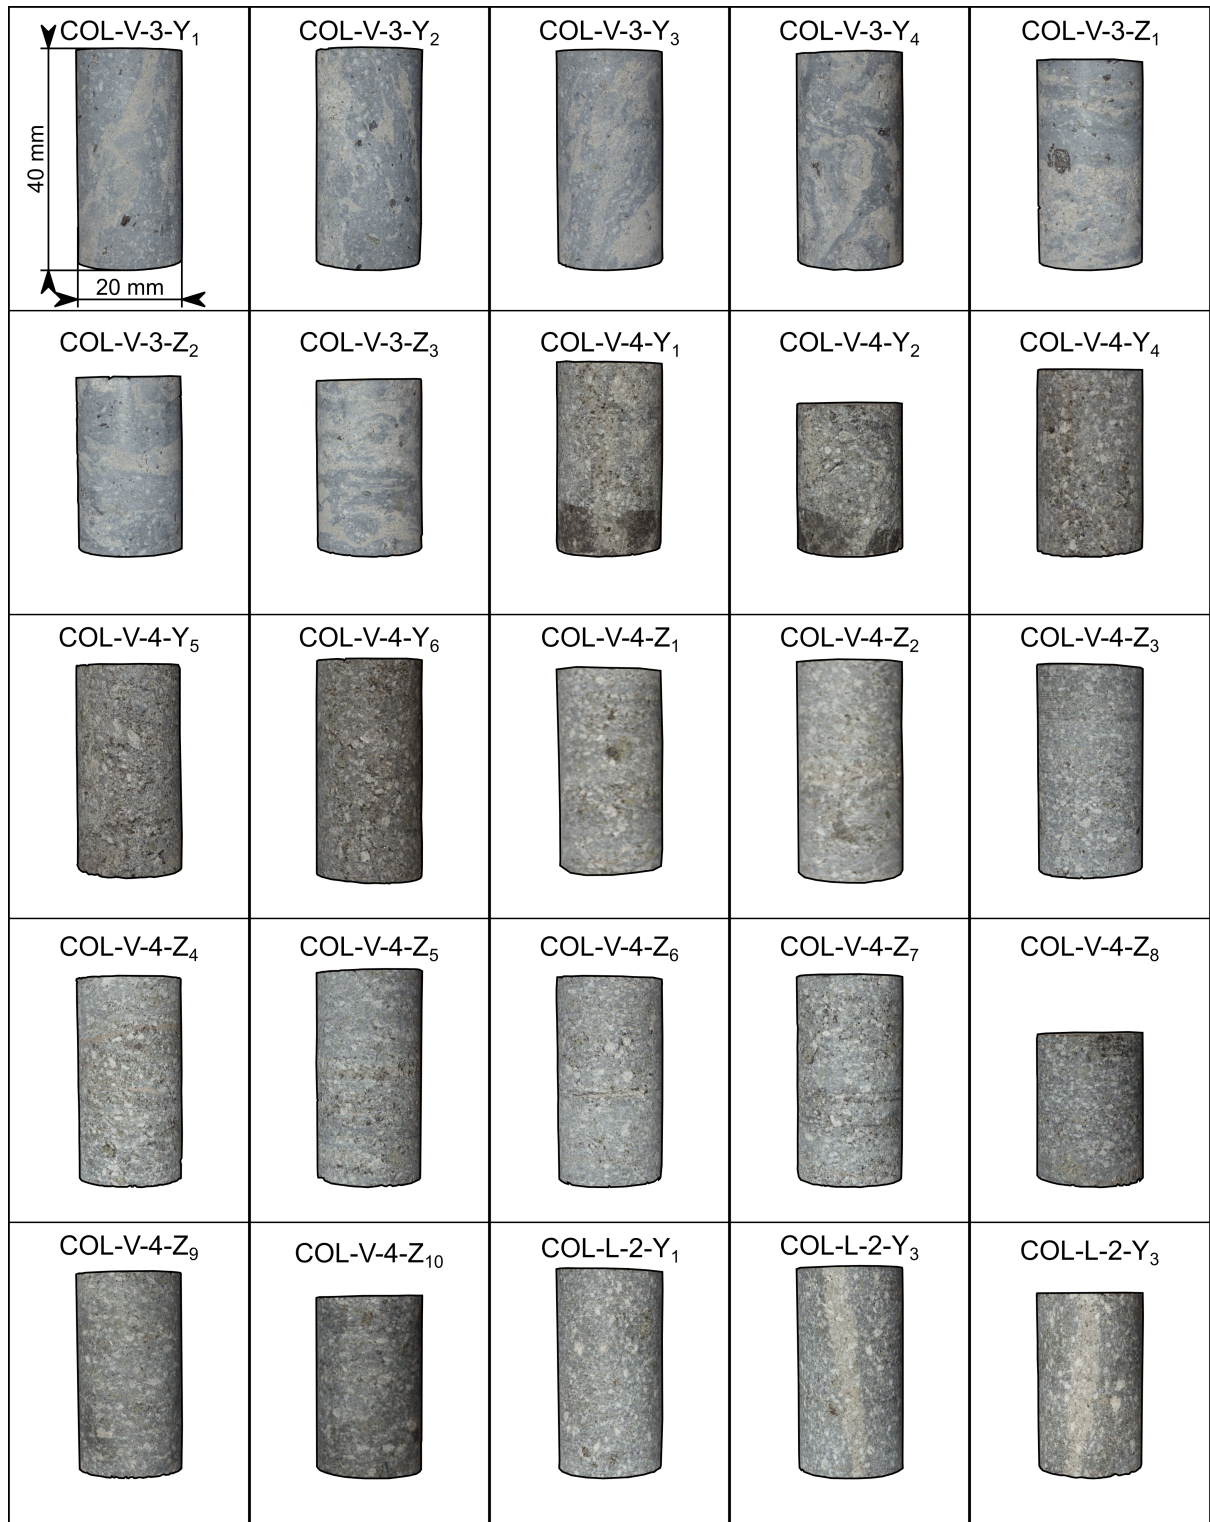 COL-V-3-Y₁ COL-V-3-Y₂ COL-V-3-Y₃ COL-V-3-Y₄ COL-V-3-Z₁
40 mm
20 mm
COL-V-3-Z₂ COL-V-3-Z₃ COL-V-4-Y₁ COL-V-4-Y₂ COL-V-4-Y₄
COL-V-4-Y₅ COL-V-4-Y₆ COL-V-4-Z₁ COL-V-4-Z₂ COL-V-4-Z₃
COL-V-4-Z₄ COL-V-4-Z₅ COL-V-4-Z₆ COL-V-4-Z₇ COL-V-4-Z₈
COL-V-4-Z₉ COL-V-4-Z₁₀ COL-L-2-Y₁ COL-L-2-Y₃ COL-L-2-Y₃